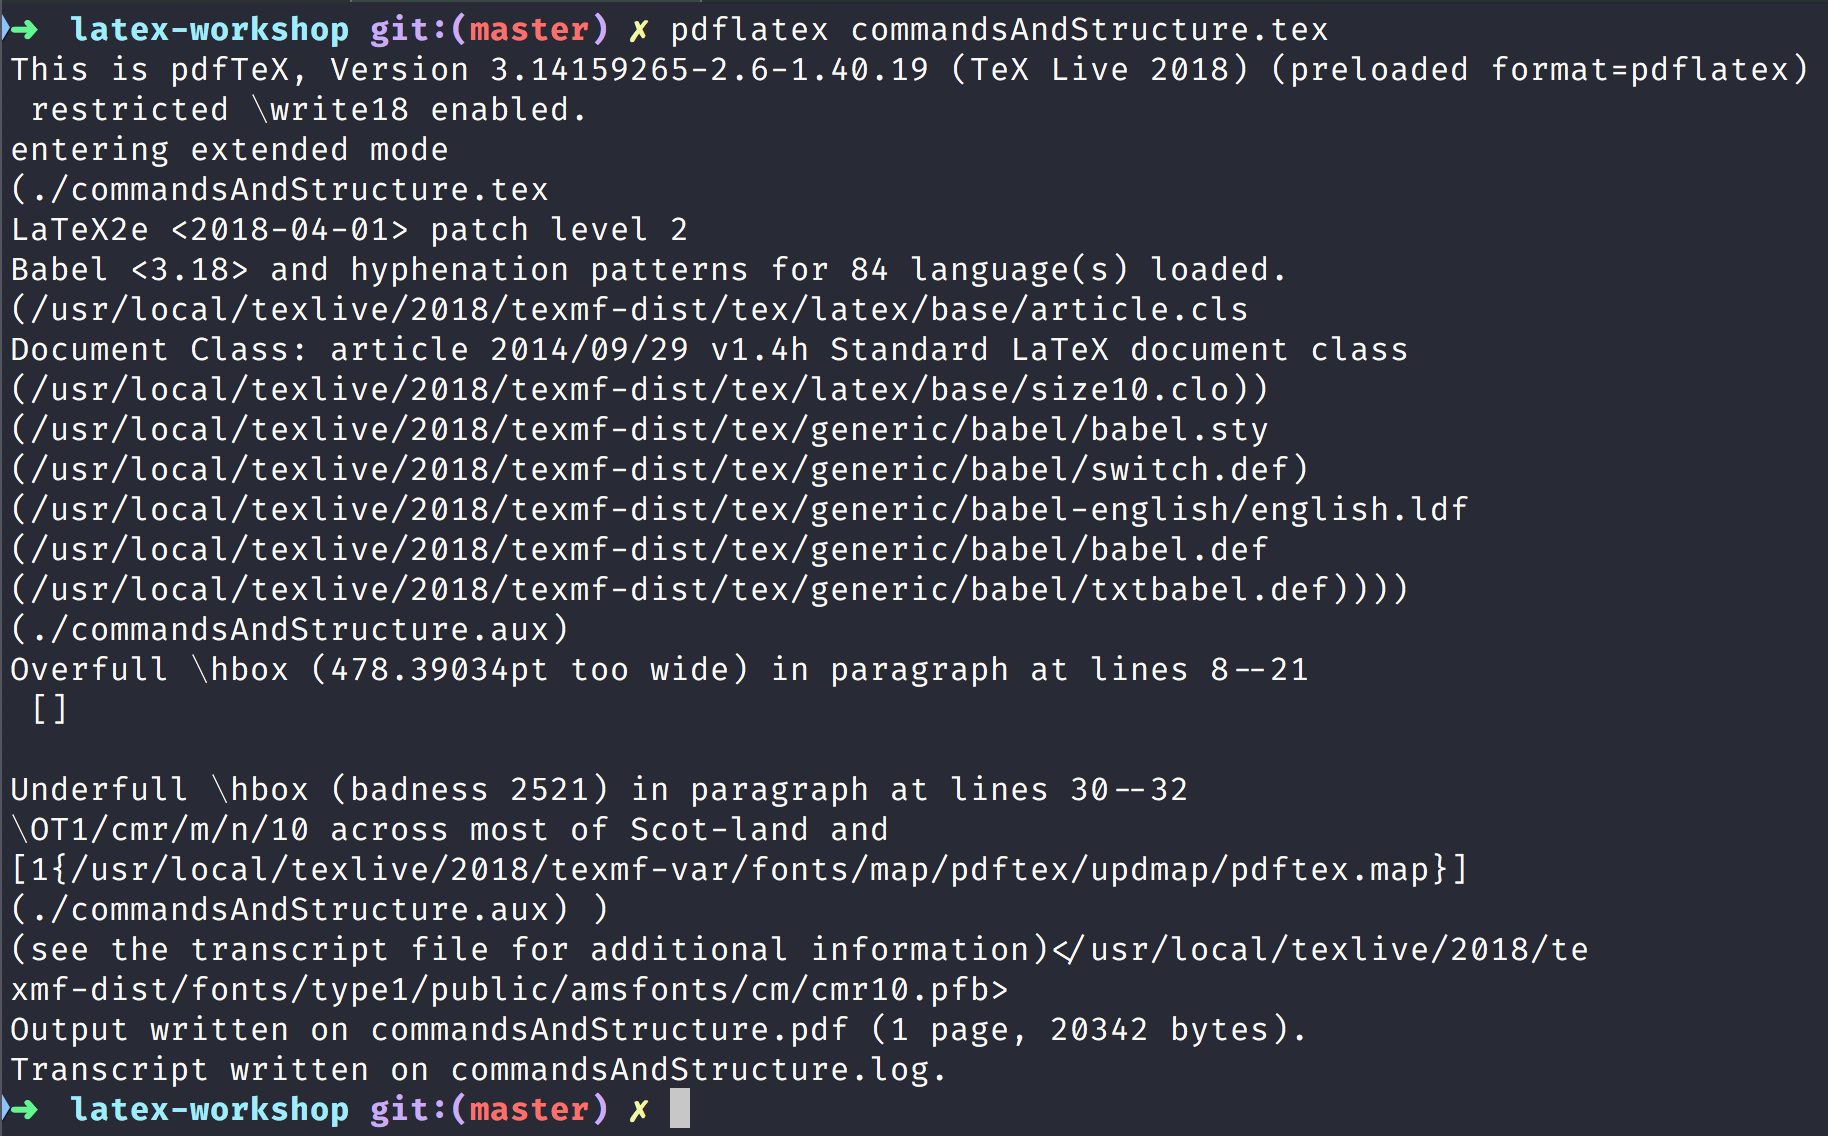 ➜ latex-workshop git:(master) ✗ pdflatex commandsAndStructure.tex
This is pdfTeX, Version 3.14159265-2.6-1.40.19 (TeX Live 2018) (preloaded format=pdflatex)
 restricted \write18 enabled.
entering extended mode
(./commandsAndStructure.tex
LaTeX2e <2018-04-01> patch level 2
Babel <3.18> and hyphenation patterns for 84 language(s) loaded.
(/usr/local/texlive/2018/texmf-dist/tex/latex/base/article.cls
Document Class: article 2014/09/29 v1.4h Standard LaTeX document class
(/usr/local/texlive/2018/texmf-dist/tex/latex/base/size10.clo))
(/usr/local/texlive/2018/texmf-dist/tex/generic/babel/babel.sty
(/usr/local/texlive/2018/texmf-dist/tex/generic/babel/switch.def)
(/usr/local/texlive/2018/texmf-dist/tex/generic/babel-english/english.ldf
(/usr/local/texlive/2018/texmf-dist/tex/generic/babel/babel.def
(/usr/local/texlive/2018/texmf-dist/tex/generic/babel/txtbabel.def))))
(./commandsAndStructure.aux)
Overfull \hbox (478.39034pt too wide) in paragraph at lines 8--21
 []
Underfull \hbox (badness 2521) in paragraph at lines 30--32
\OT1/cmr/m/n/10 across most of Scot-land and
[1{/usr/local/texlive/2018/texmf-var/fonts/map/pdftex/updmap/pdftex.map}]
(./commandsAndStructure.aux) )
(see the transcript file for additional information)</usr/local/texlive/2018/te
xmf-dist/fonts/type1/public/amsfonts/cm/cmr10.pfb>
Output written on commandsAndStructure.pdf (1 page, 20342 bytes).
Transcript written on commandsAndStructure.log.
➜ latex-workshop git:(master) ✗